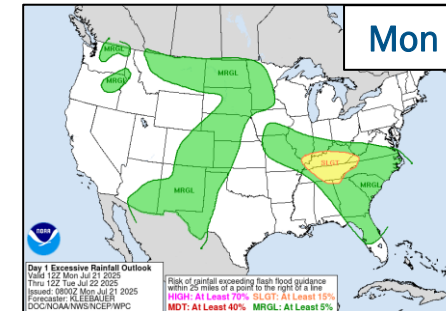 Mon
MRGL
MRGL
MRGL
SLGT
MRGL
MRGL
NOAA
Day 1 Excessive Rainfall Outlook
Valid 12Z Mon Jul 21 2025
Thru 12Z Tue Jul 22 2025
Issued: 0800Z Mon Jul 21 2025
Forecaster: KLEEBAUER
DOC/NOAA/NWS/NCEP/WPC
Risk of rainfall exceeding flash flood guidance
within 25 miles of a point to the right of a line
HIGH: At Least 70% SLGT: At Least 15%
MDT: At Least 40% MRGL: At Least 5%